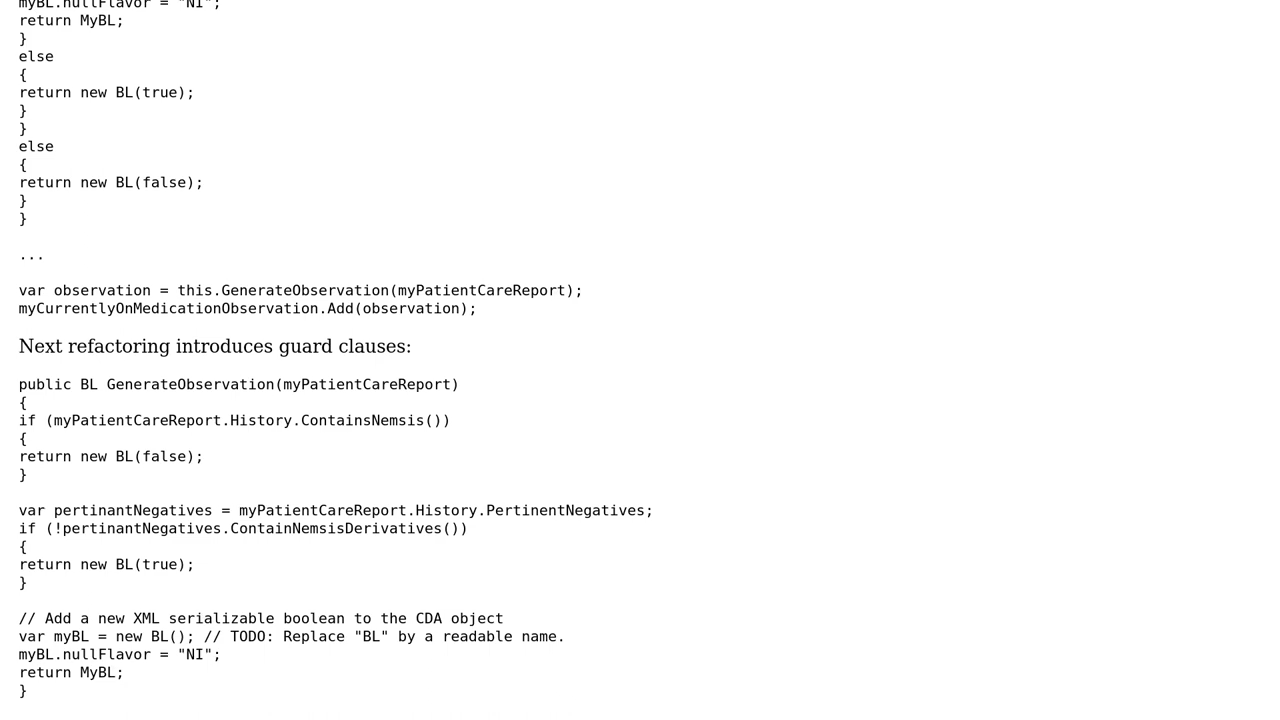 myBL.nullFlavor = "NI";
return MyBL;
}
else
{
return new BL(true);
}
}
else
{
return new BL(false);
}
}
...
var observation = this.GenerateObservation(myPatientCareReport);
myCurrentlyOnMedicationObservation.Add(observation);
Next refactoring introduces guard clauses:
public BL GenerateObservation(myPatientCareReport)
{
if (myPatientCareReport.History.ContainsNemsis())
{
return new BL(false);
}
var pertinantNegatives = myPatientCareReport.History.PertinentNegatives;
if (!pertinantNegatives.ContainNemsisDerivatives())
{
return new BL(true);
}
// Add a new XML serializable boolean to the CDA object
var myBL = new BL(); // TODO: Replace "BL" by a readable name.
myBL.nullFlavor = "NI";
return MyBL;
}